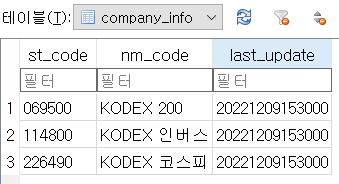 테이블(T): company_info
st_code nm_code last_update
필터 필터 필터
1 069500 KODEX 200 20221209153000
2 114800 KODEX 인버스 20221209153000
3 226490 KODEX 코스피 20221209153000